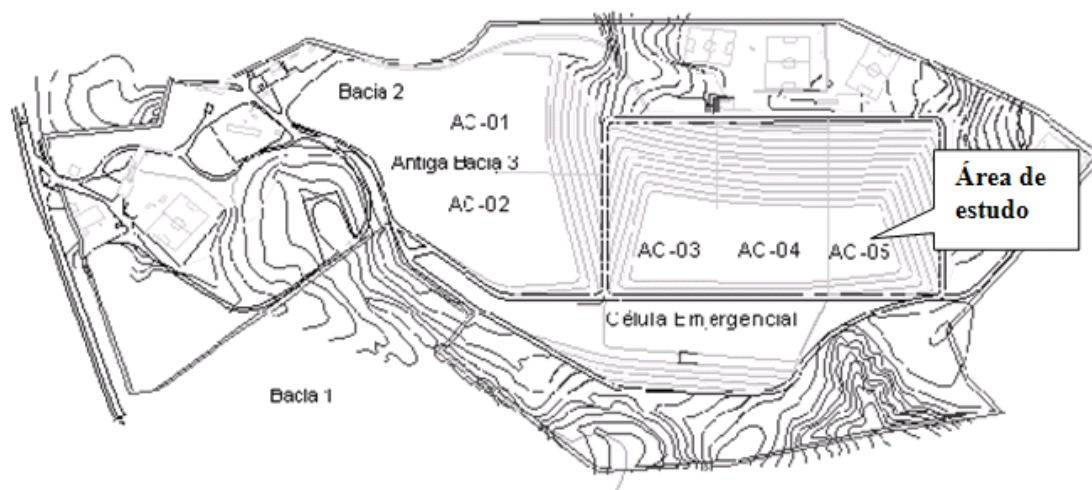 Bacia 2
AC-01
Antiga Bacia 3
AC-02
Área de
estudo
AC-03
AC-04
AC-05
Célula Emergencial
Bacia 1